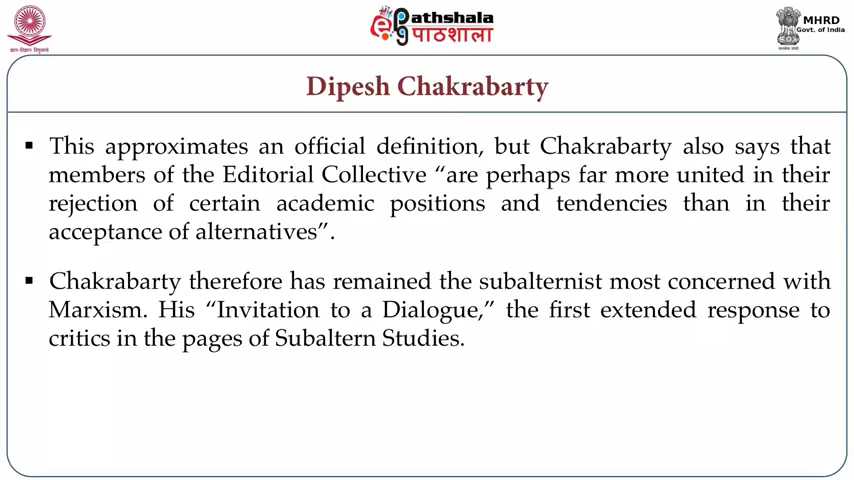 ज्ञान-विज्ञान विमुक्तये
ePathshala
पाठशाला
MHRD
Govt. of India
Dipesh Chakrabarty
▪ This approximates an official definition, but Chakrabarty also says that
members of the Editorial Collective “are perhaps far more united in their
rejection of certain academic positions and tendencies than in their
acceptance of alternatives”.
▪ Chakrabarty therefore has remained the subalternist most concerned with
Marxism. His “Invitation to a Dialogue,” the first extended response to
critics in the pages of Subaltern Studies.